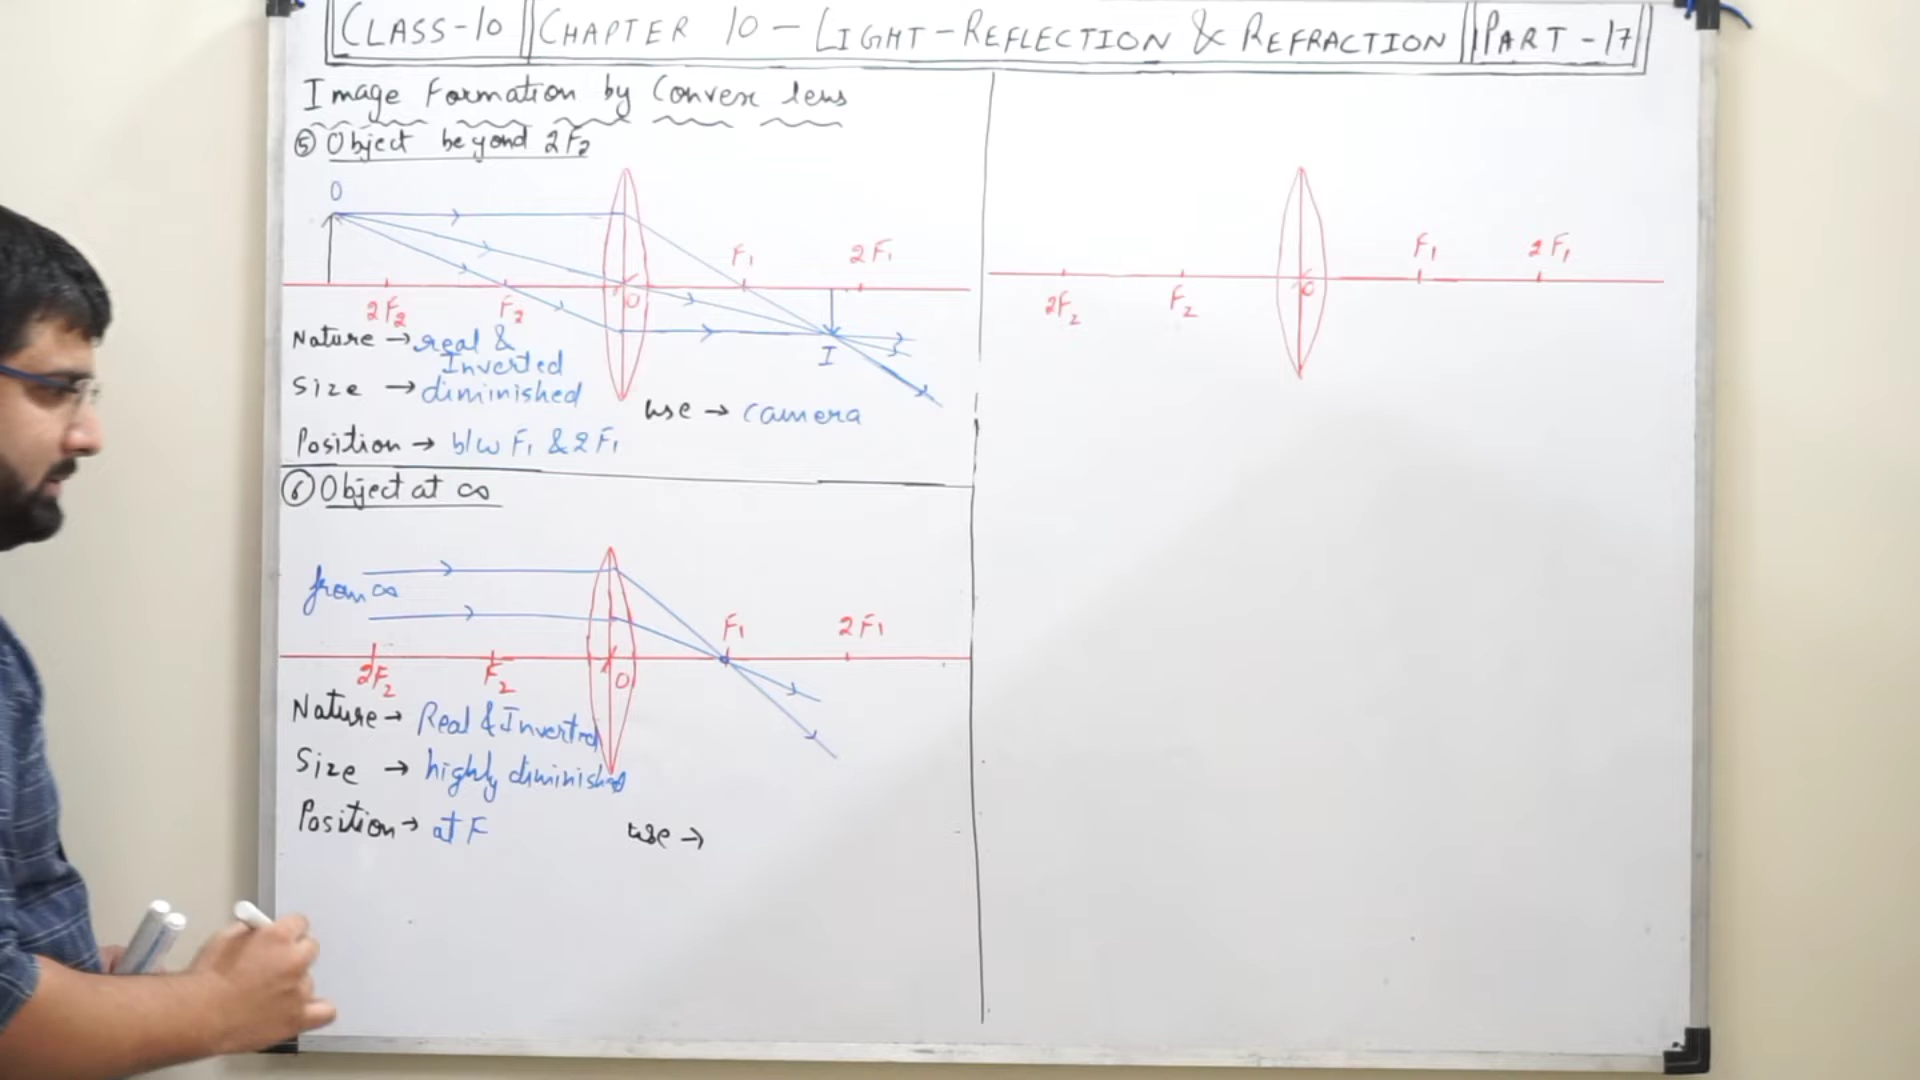 CLASS-10 CHAPTER 10 - LIGHT-REFLECTION & REFRACTION PART-17
Image Formation by Convex lens
⑤ Object beyond 2F₂
O
F₁ 2F₁
2F₂ F₂ O
I
Nature → real &
Inverted
Size → diminished
use → camera
Position → b/w F₁ & 2F₁
⑥ Object at ∞
from ∞
F₁ 2F₁
2F₂ F₂ O
Nature → Real & Inverted
Size → highly diminished
Position → at F use →
F₁ 2F₁
2F₂ F₂ O